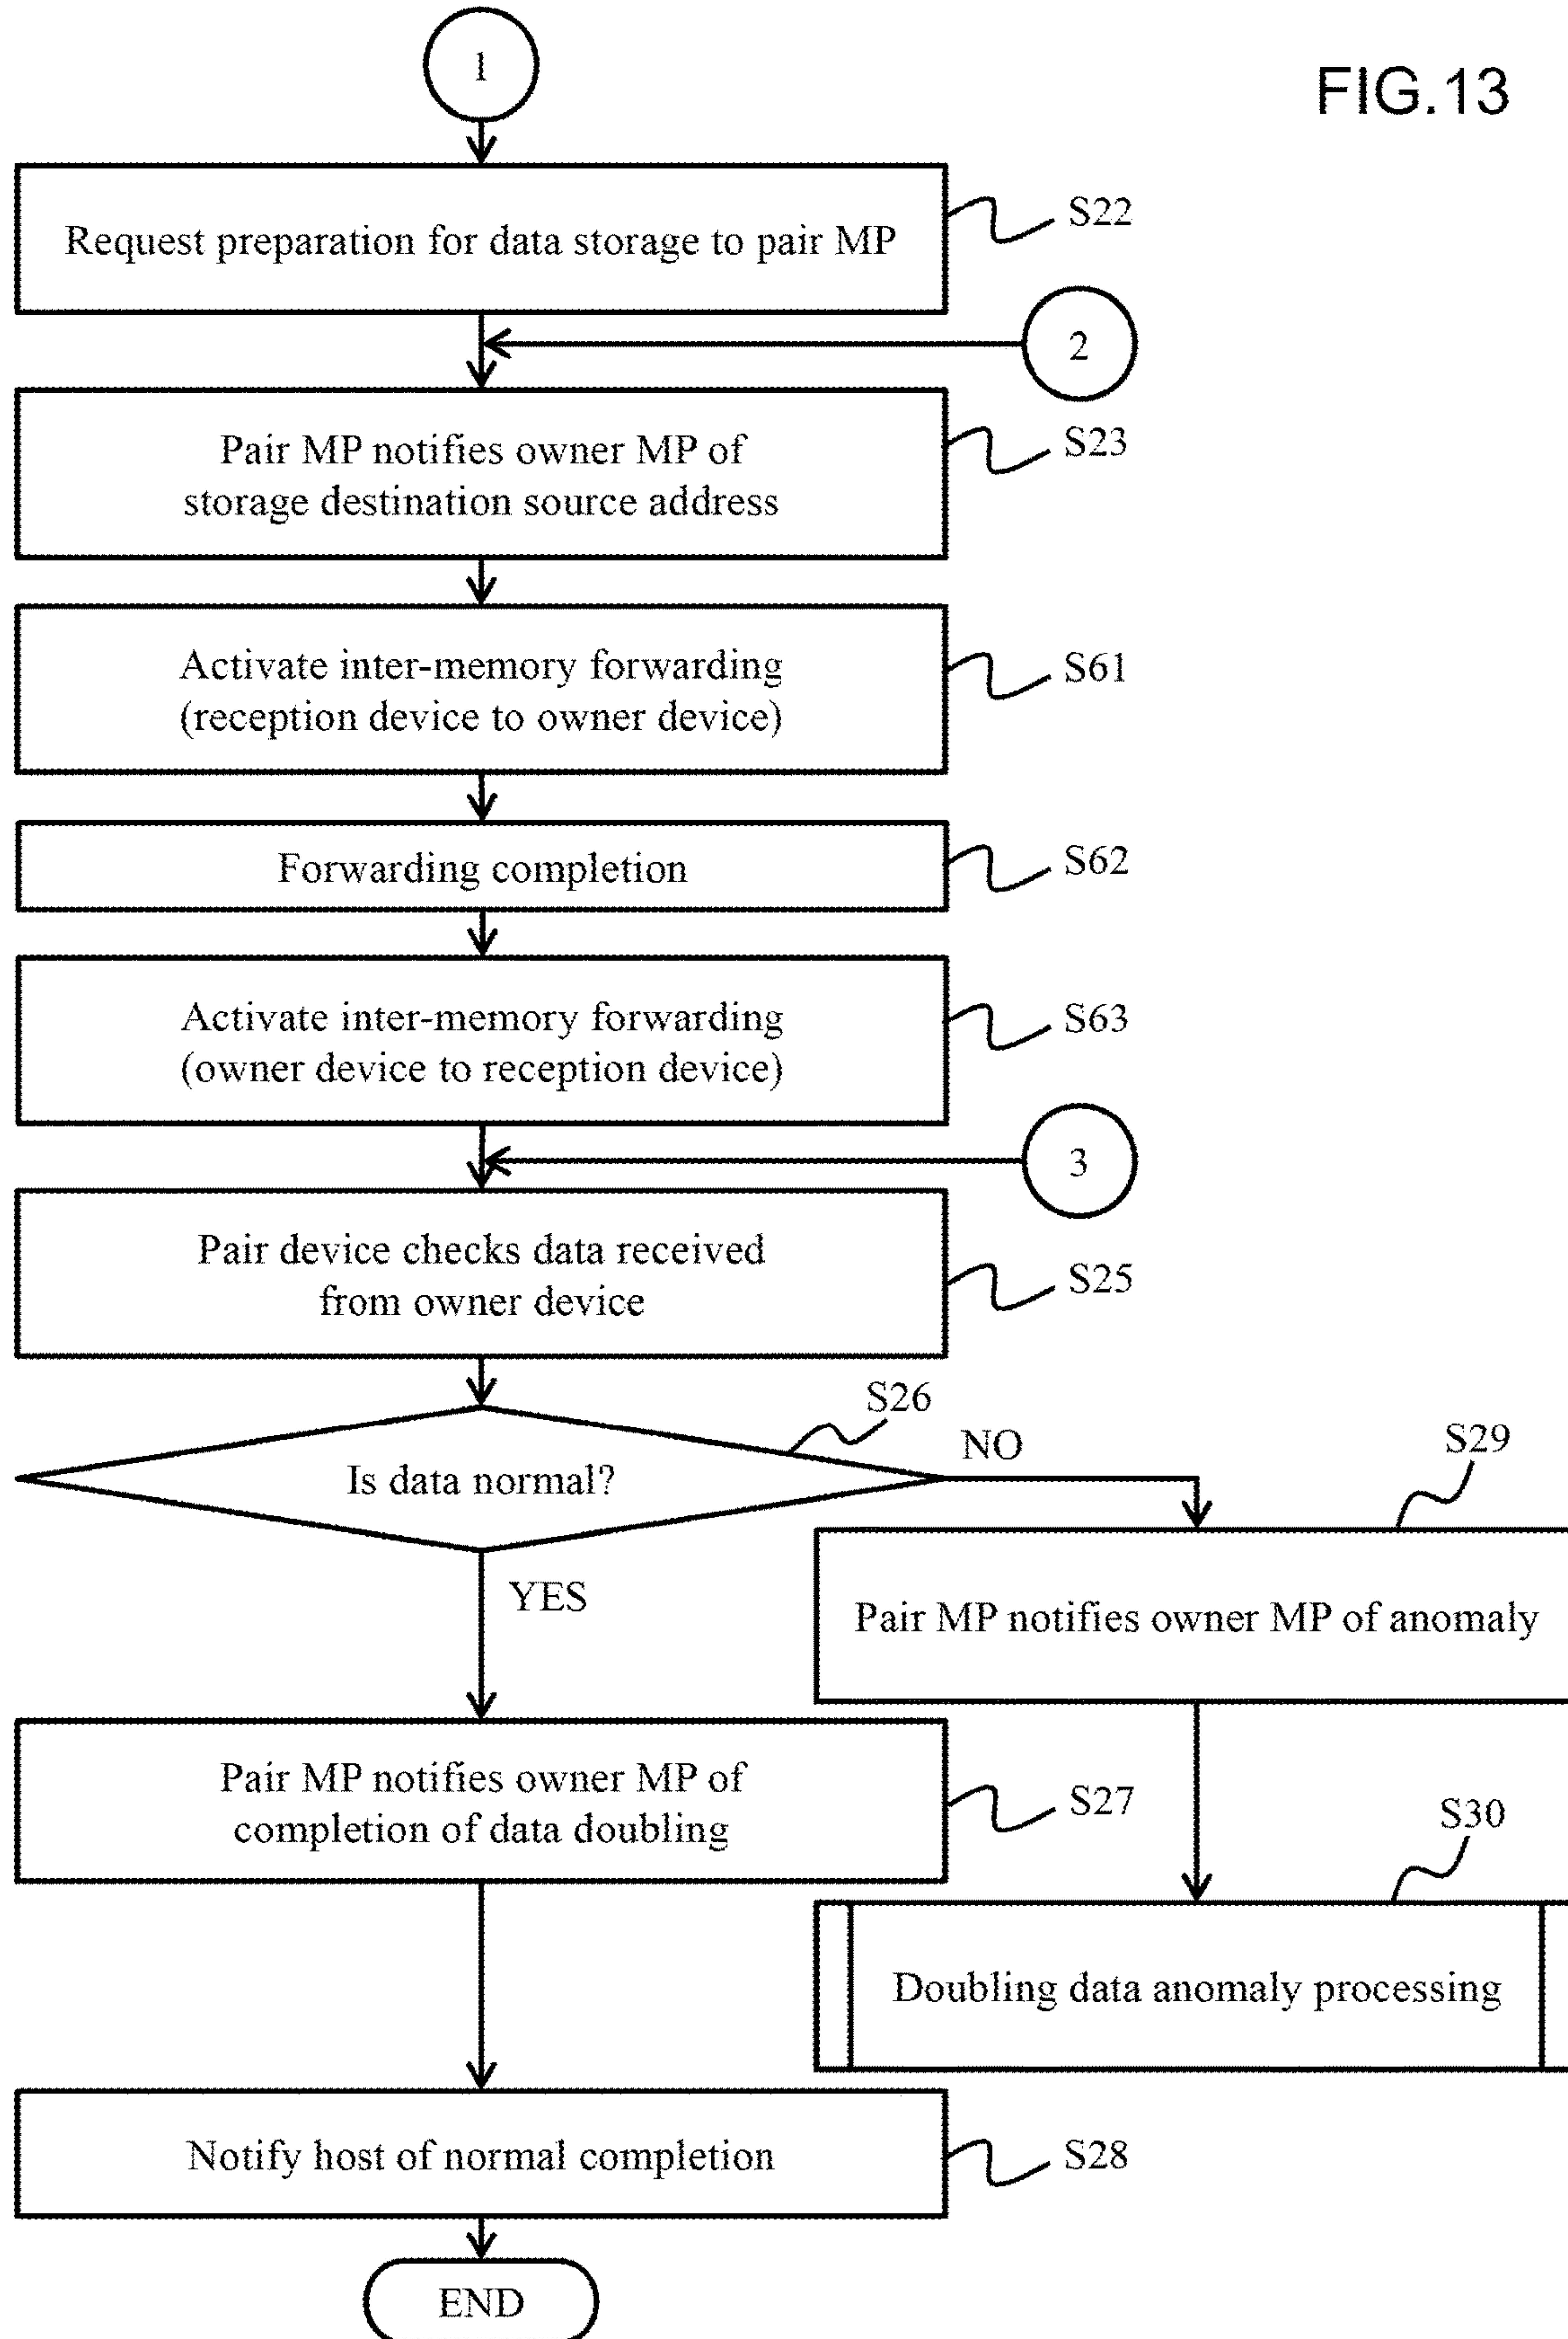 1
FIG.13
Request preparation for data storage to pair MP
S22
2
Pair MP notifies owner MP of
storage destination source address
S23
Activate inter-memory forwarding
(reception device to owner device)
S61
Forwarding completion
S62
Activate inter-memory forwarding
(owner device to reception device)
S63
3
Pair device checks data received
from owner device
S25
S26
Is data normal?
NO
S29
YES
Pair MP notifies owner MP of anomaly
Pair MP notifies owner MP of
completion of data doubling
S27
S30
Doubling data anomaly processing
Notify host of normal completion
S28
END